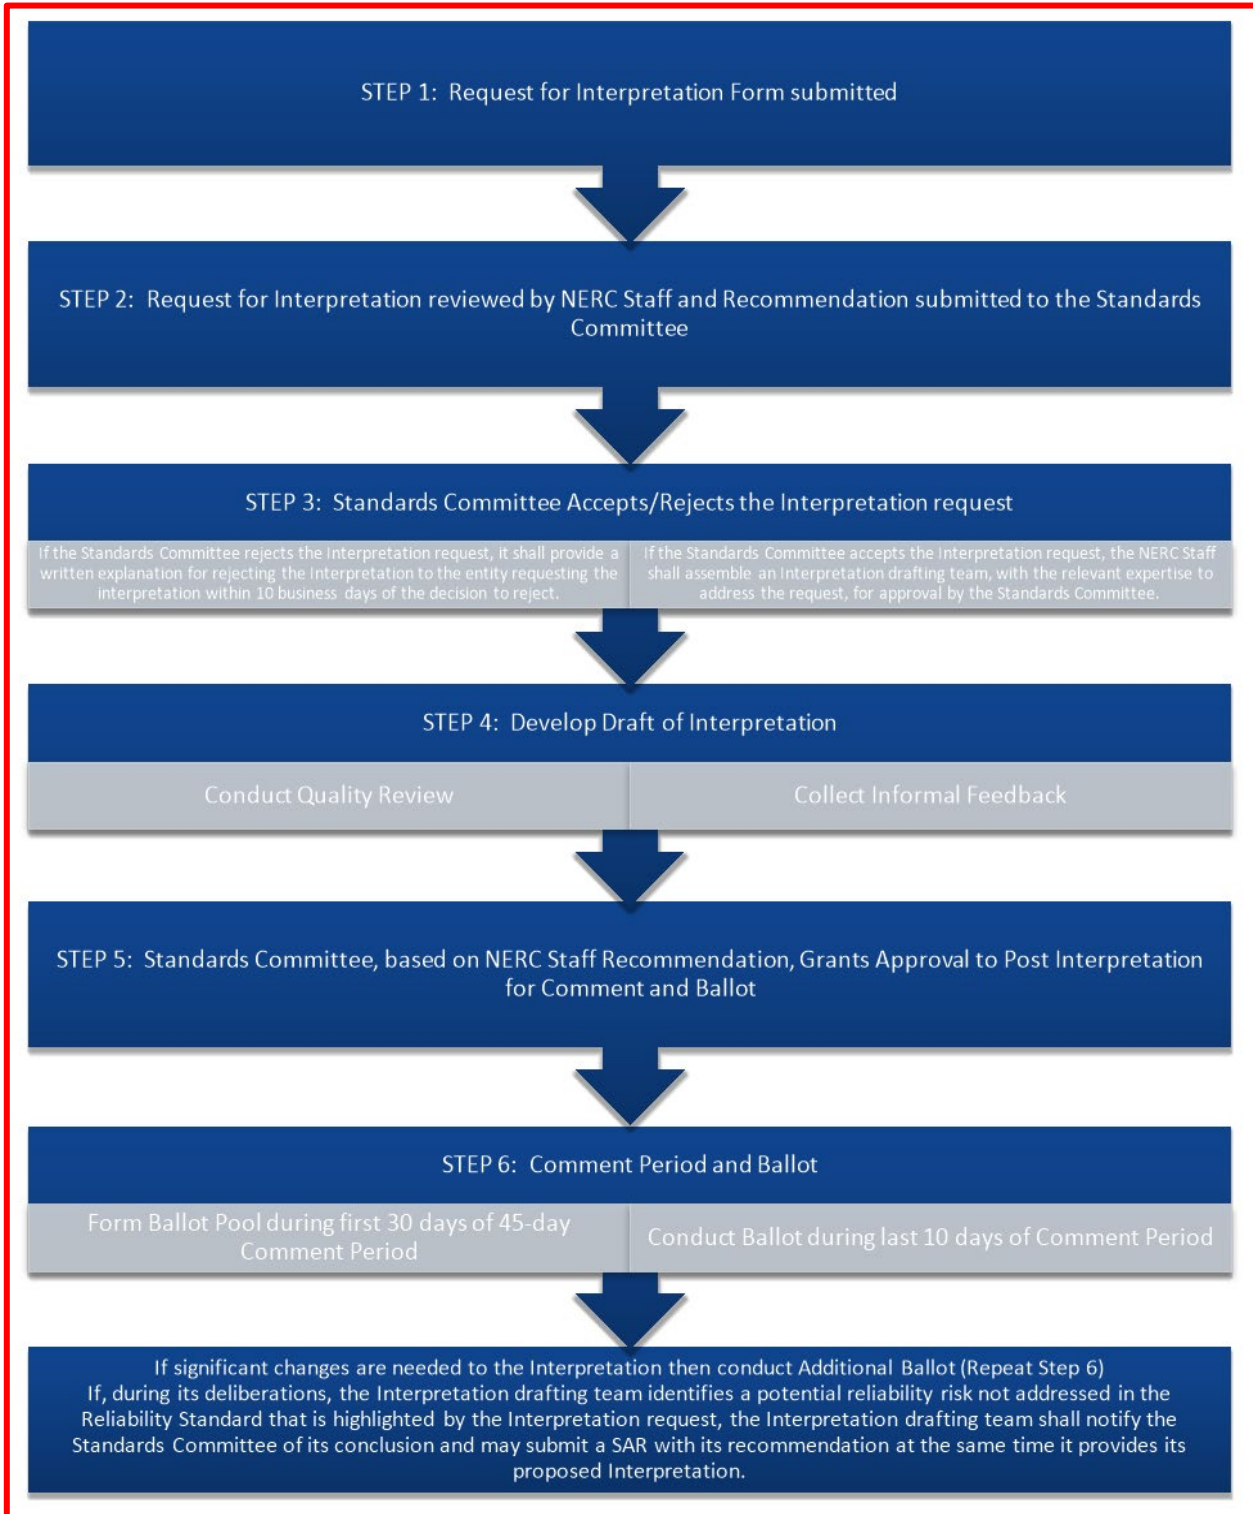 STEP 1: Request for Interpretation Form submitted
STEP 2: Request for Interpretation reviewed by NERC Staff and Recommendation submitted to the Standards
Committee
STEP 3: Standards Committee Accepts/Rejects the Interpretation request
If the Standards Committee rejects the Interpretation request, it shall provide a
written explanation for rejecting the Interpretation to the entity requesting the
interpretation within 10 business days of the decision to reject.
If the Standards Committee accepts the Interpretation request, the NERC Staff
shall assemble an Interpretation drafting team, with the relevant expertise to
address the request, for approval by the Standards Committee.
STEP 4: Develop Draft of Interpretation
Conduct Quality Review
Collect Informal Feedback
STEP 5: Standards Committee, based on NERC Staff Recommendation, Grants Approval to Post Interpretation
for Comment and Ballot
STEP 6: Comment Period and Ballot
Form Ballot Pool during first 30 days of 45-day
Comment Period
Conduct Ballot during last 10 days of Comment Period
If significant changes are needed to the Interpretation then conduct Additional Ballot (Repeat Step 6)
If, during its deliberations, the Interpretation drafting team identifies a potential reliability risk not addressed in the
Reliability Standard that is highlighted by the Interpretation request, the Interpretation drafting team shall notify the
Standards Committee of its conclusion and may submit a SAR with its recommendation at the same time it provides its
proposed Interpretation.